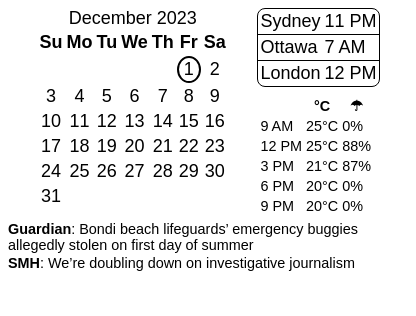 December 2023
Su Mo Tu We Th Fr Sa
1 2
3 4 5 6 7 8 9
10 11 12 13 14 15 16
17 18 19 20 21 22 23
24 25 26 27 28 29 30
31
Sydney 11 PM
Ottawa 7 AM
London 12 PM
°C ☂
9 AM 25°C 0%
12 PM 25°C 88%
3 PM 21°C 87%
6 PM 20°C 0%
9 PM 20°C 0%
Guardian: Bondi beach lifeguards’ emergency buggies
allegedly stolen on first day of summer
SMH: We’re doubling down on investigative journalism